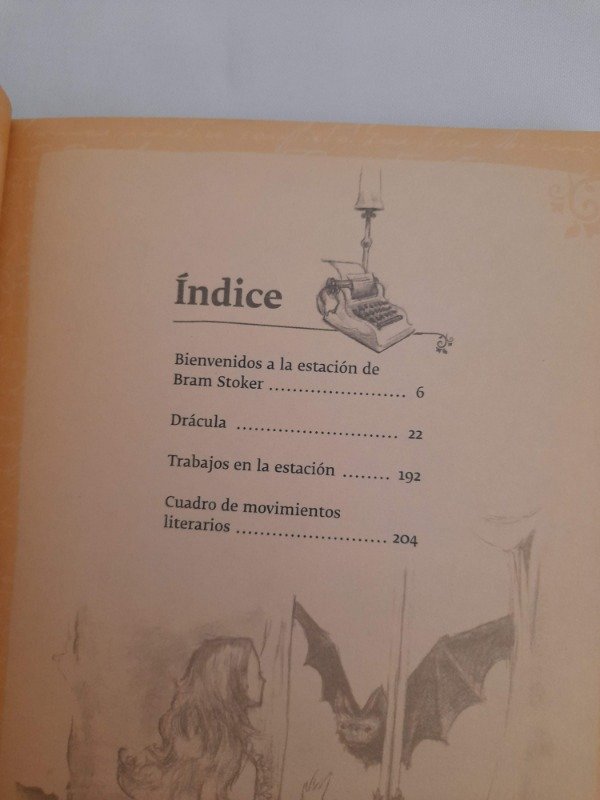 Índice
Bienvenidos a la estación de
Bram Stoker ........................ 6
Drácula ............................ 22
Trabajos en la estación ........ 192
Cuadro de movimientos
literarios .......................... 204